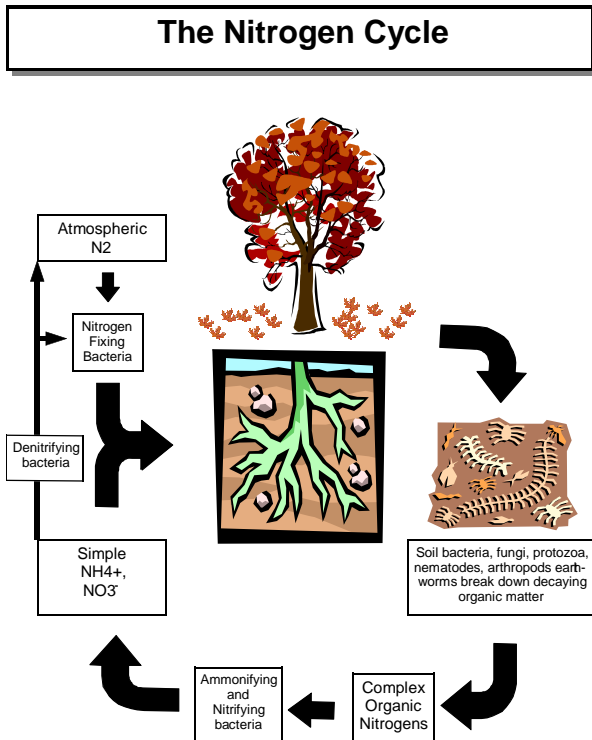 The Nitrogen Cycle
Atmospheric
N2
Nitrogen
Fixing
Bacteria
Denitrifying
bacteria
Simple
NH4+,
NO3-
Soil bacteria, fungi, protozoa,
nematodes, arthropods earth-
worms break down decaying
organic matter
Ammonifying
and
Nitrifying
bacteria
Complex
Organic
Nitrogens